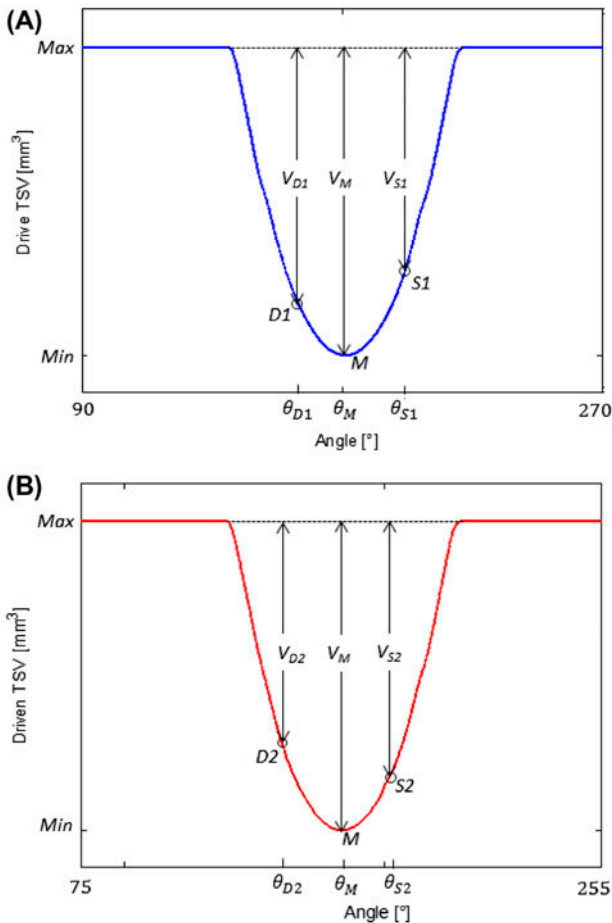 (A)
Max
Drive TSV [mm³]
V_D1 V_M V_S1
D1 M S1
Min
90 θ_D1 θ_M θ_S1 270
Angle [°]
(B)
Max
Driven TSV [mm³]
V_D2 V_M V_S2
D2 M S2
Min
75 θ_D2 θ_M θ_S2 255
Angle [°]